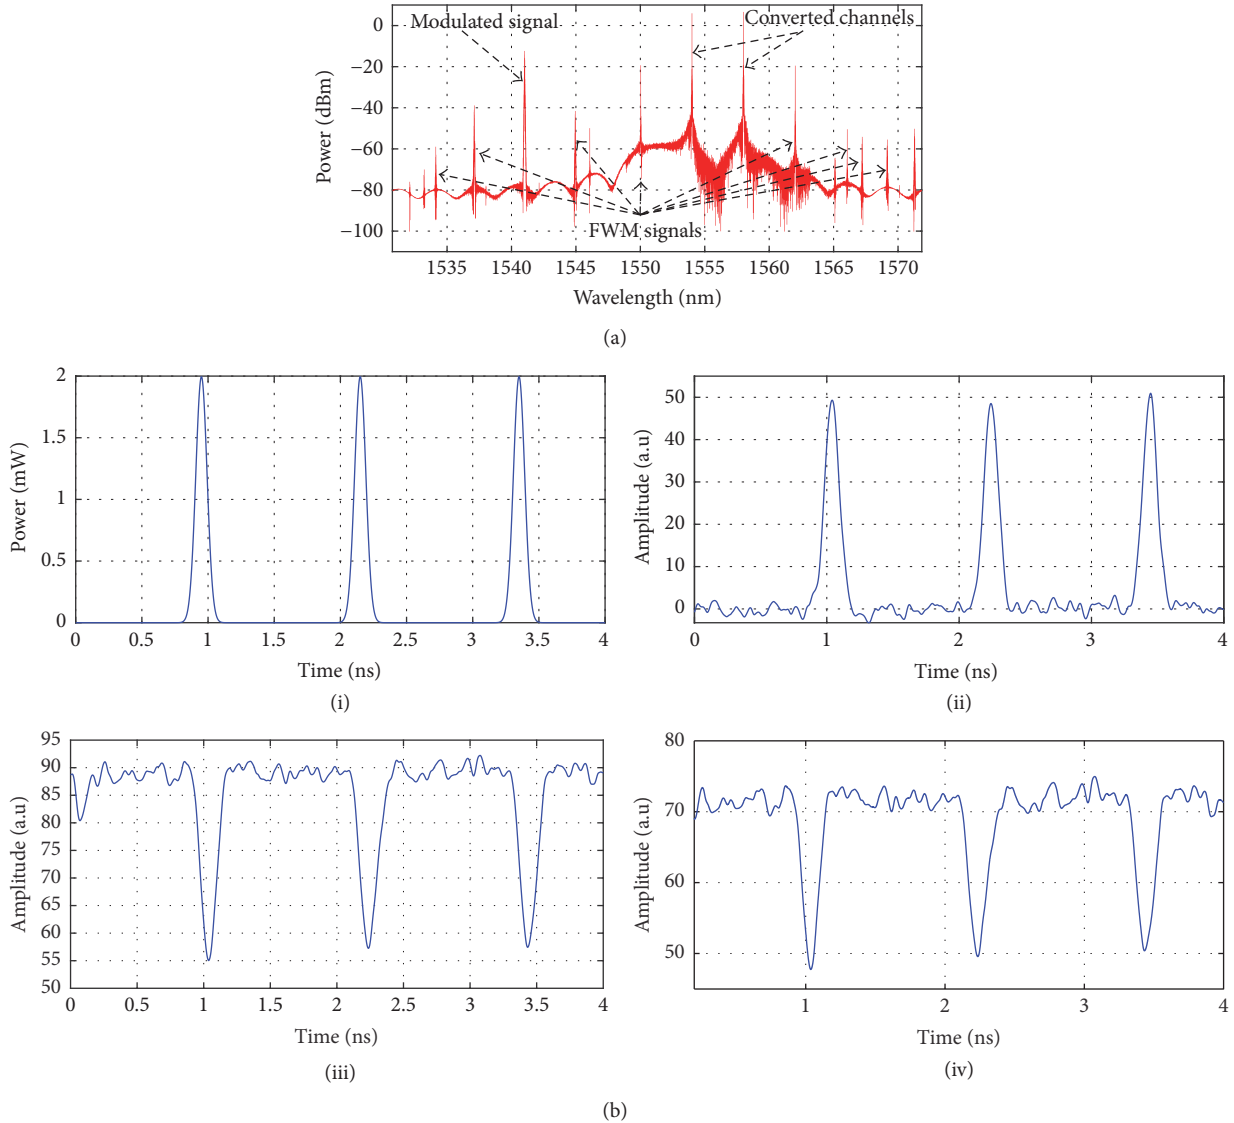 Modulated signal
Converted channels
0
−20
−40
−60
−80
−100
Power (dBm)
FWM signals
1535 1540 1545 1550 1555 1560 1565 1570
Wavelength (nm)
(a)
2
1.5
1
0.5
0
Power (mW)
0 0.5 1 1.5 2 2.5 3 3.5 4
Time (ns)
(i)
50
40
30
20
10
0
Amplitude (a.u)
0 1 2 3 4
Time (ns)
(ii)
95
90
85
80
75
70
65
60
55
50
Amplitude (a.u)
0 0.5 1 1.5 2 2.5 3 3.5 4
Time (ns)
(iii)
80
70
60
50
Amplitude (a.u)
1 2 3 4
Time (ns)
(iv)
(b)